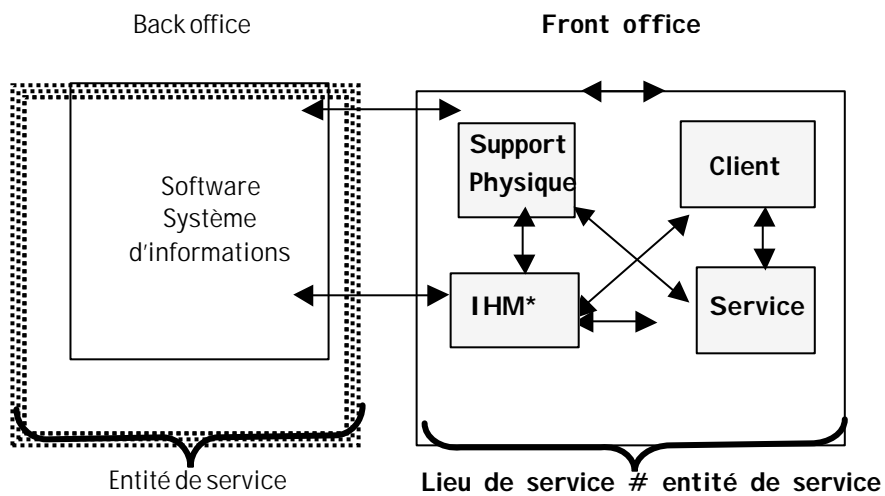 Back office
Front office
Support
Physique
Client
Software
Système
d'informations
IHM*
Service
Entité de service
Lieu de service # entité de service